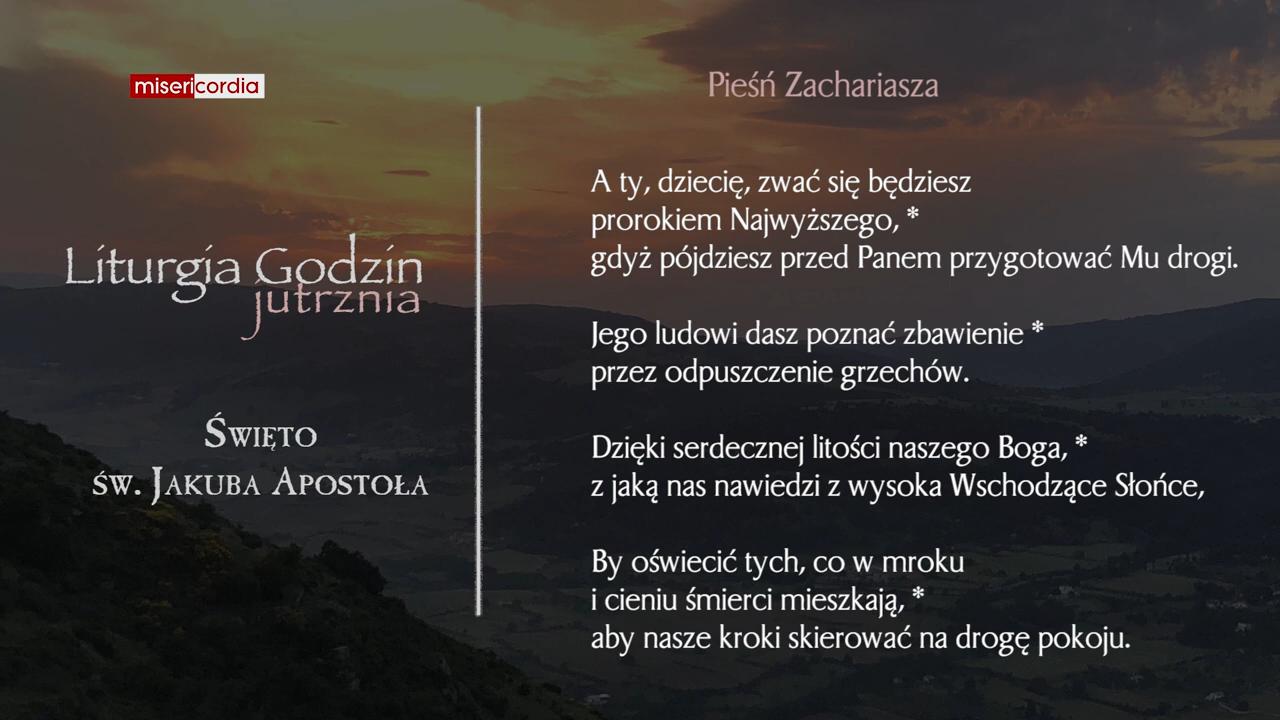 misericordia
Liturgia Godzin
jutrznia
Święto
św. Jakuba Apostoła
Pieśń Zachariasza
A ty, dziecię, zwać się będziesz
prorokiem Najwyższego, *
gdyż pójdziesz przed Panem przygotować Mu drogi.
Jego ludowi dasz poznać zbawienie *
przez odpuszczenie grzechów.
Dzięki serdecznej litości naszego Boga, *
z jaką nas nawiedzi z wysoka Wschodzące Słońce,
By oświecić tych, co w mroku
i cieniu śmierci mieszkają, *
aby nasze kroki skierować na drogę pokoju.